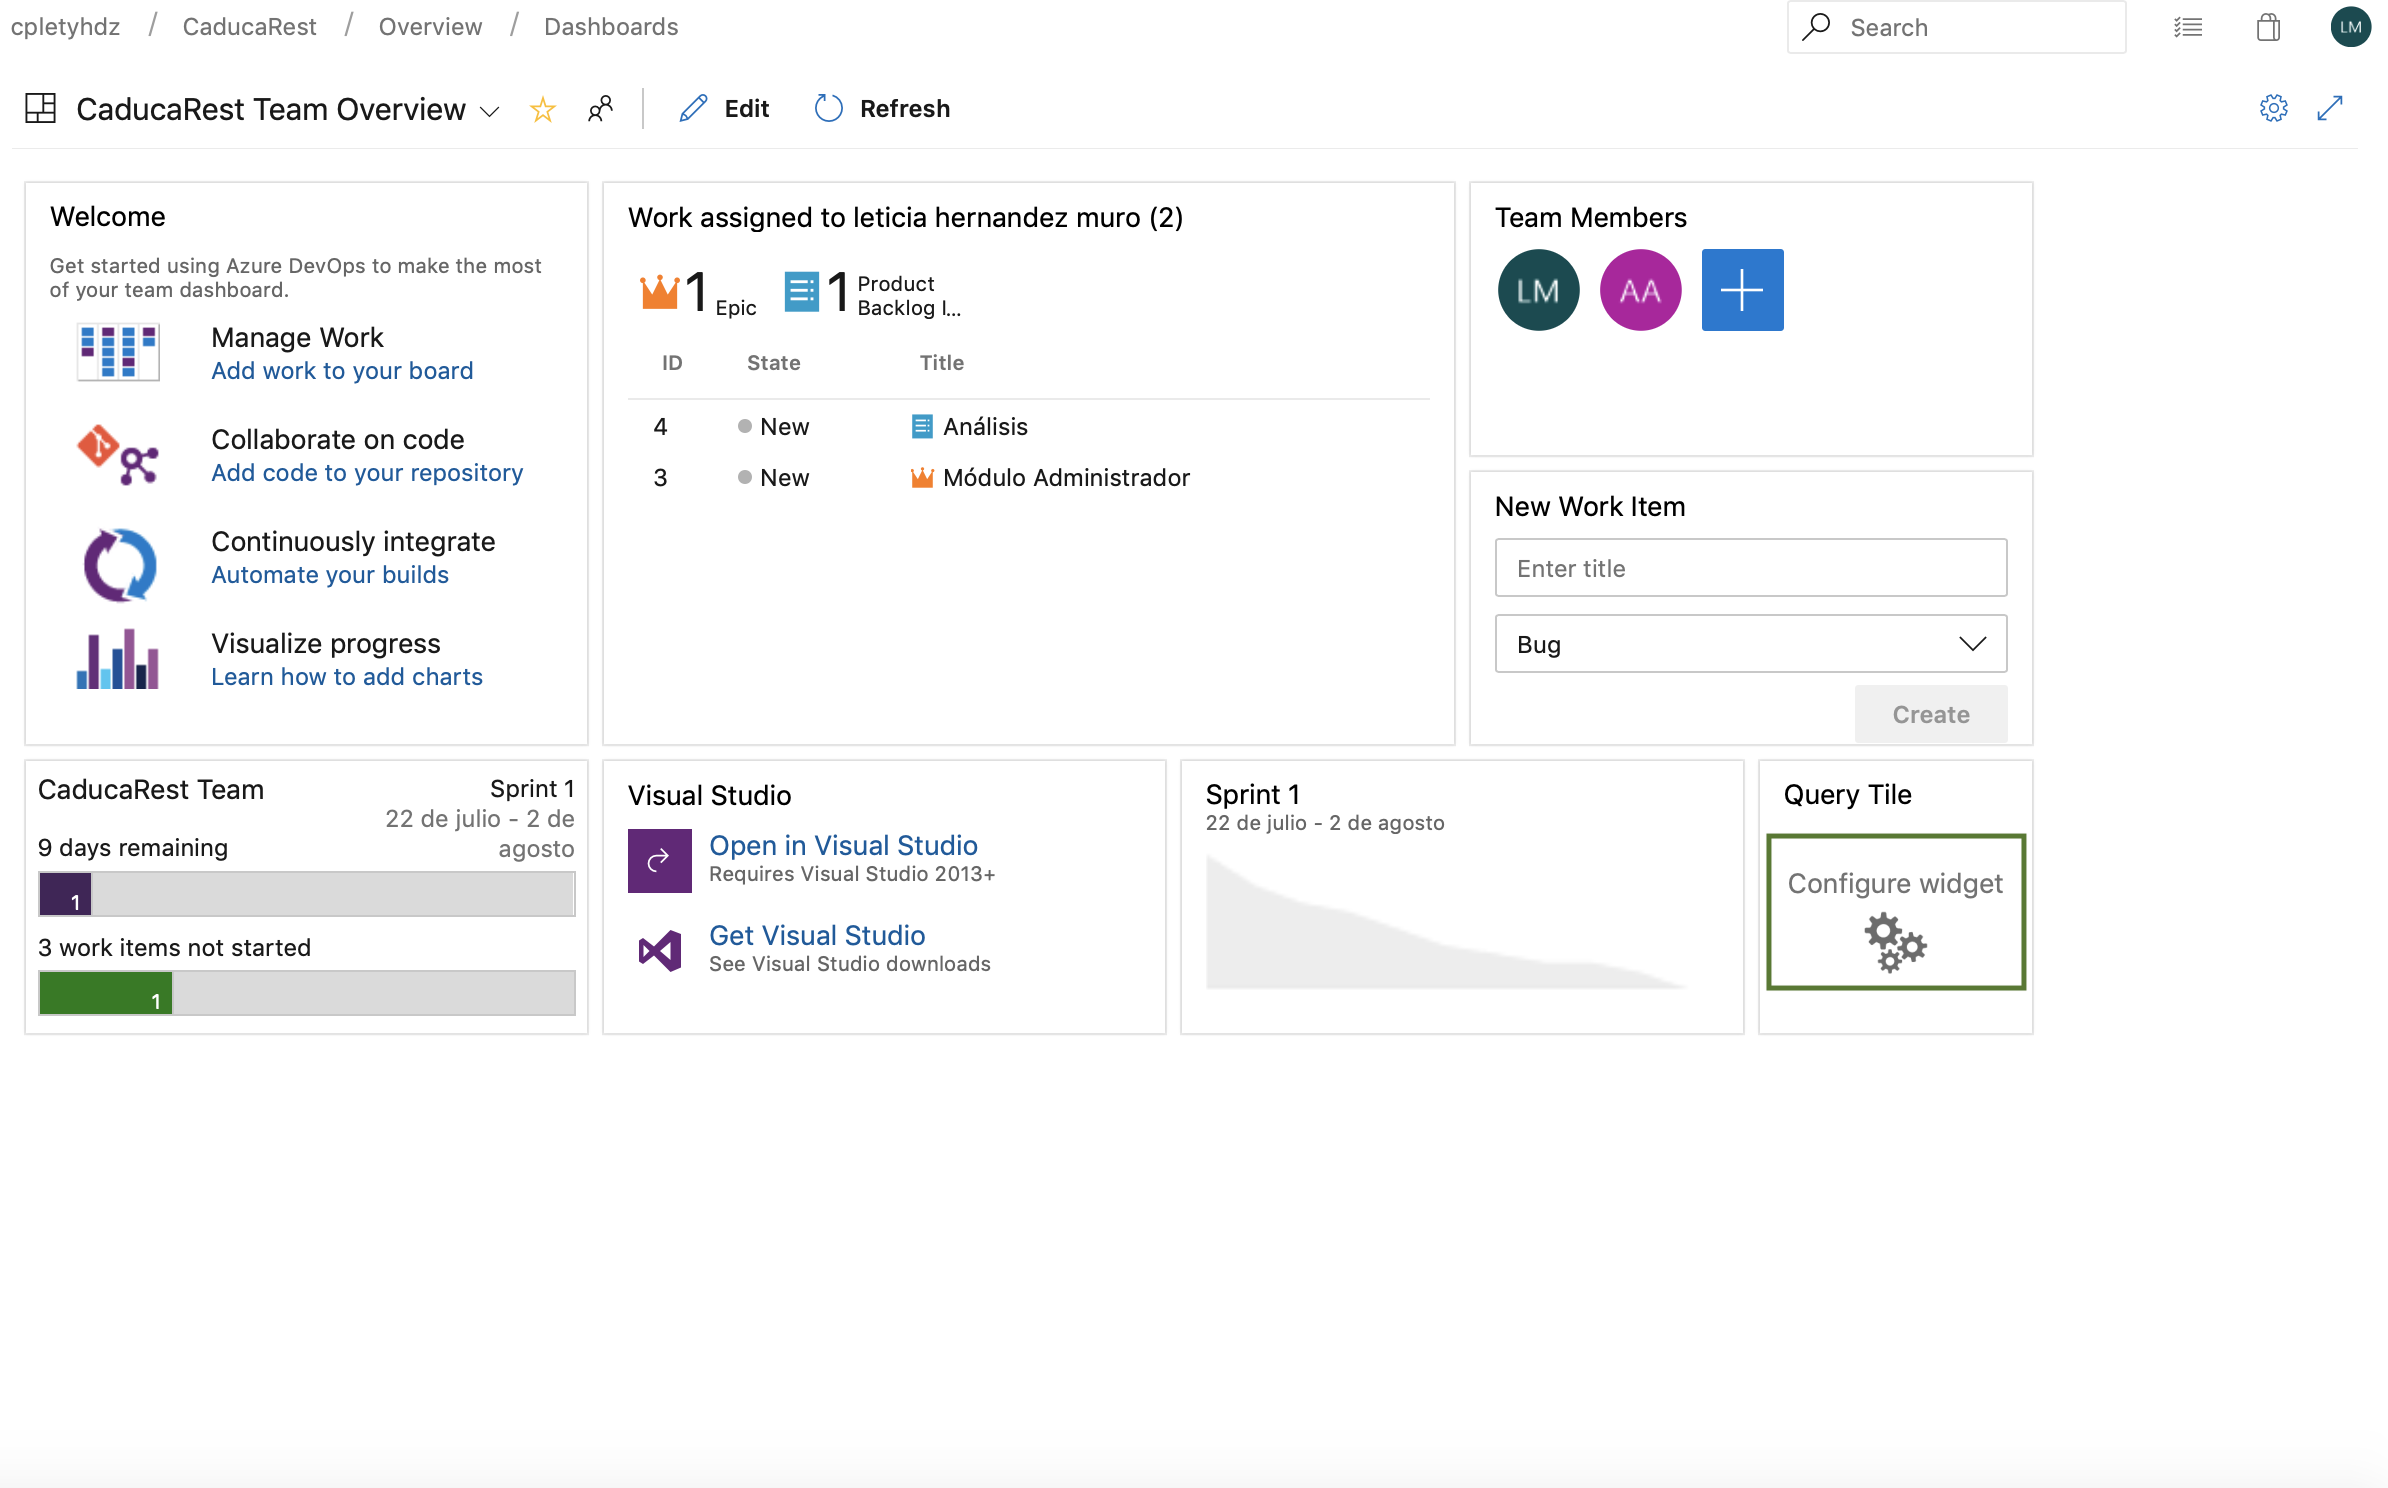 cpletyhdz / CaducaRest / Overview / Dashboards
Search
LM
CaducaRest Team Overview
Edit
Refresh
Welcome
Get started using Azure DevOps to make the most
of your team dashboard.
Manage Work
Add work to your board
Collaborate on code
Add code to your repository
Continuously integrate
Automate your builds
Visualize progress
Learn how to add charts
Work assigned to leticia hernandez muro (2)
1 Epic
1 Product
Backlog I...
ID State Title
4 New Análisis
3 New Módulo Administrador
Team Members
LM AA
New Work Item
Enter title
Bug
Create
CaducaRest Team
Sprint 1
22 de julio - 2 de
agosto
9 days remaining
1
3 work items not started
1
Visual Studio
Open in Visual Studio
Requires Visual Studio 2013+
Get Visual Studio
See Visual Studio downloads
Sprint 1
22 de julio - 2 de agosto
Query Tile
Configure widget